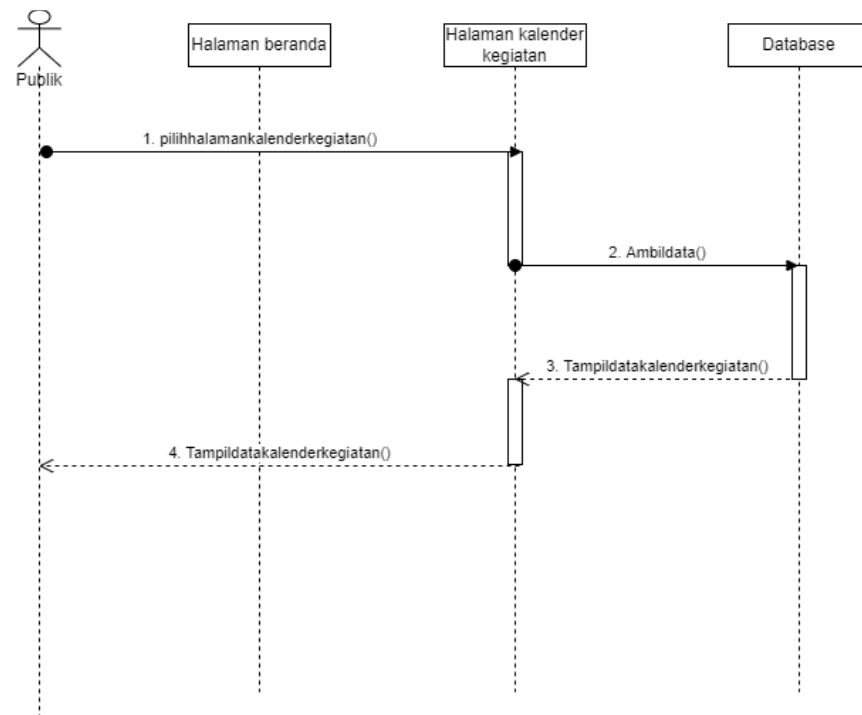 Publik
Halaman beranda
Halaman kalender
kegiatan
Database
1. pilihhalamankalenderkegiatan()
2. Ambildata()
3. Tampildatakalenderkegiatan()
4. Tampildatakalenderkegiatan()